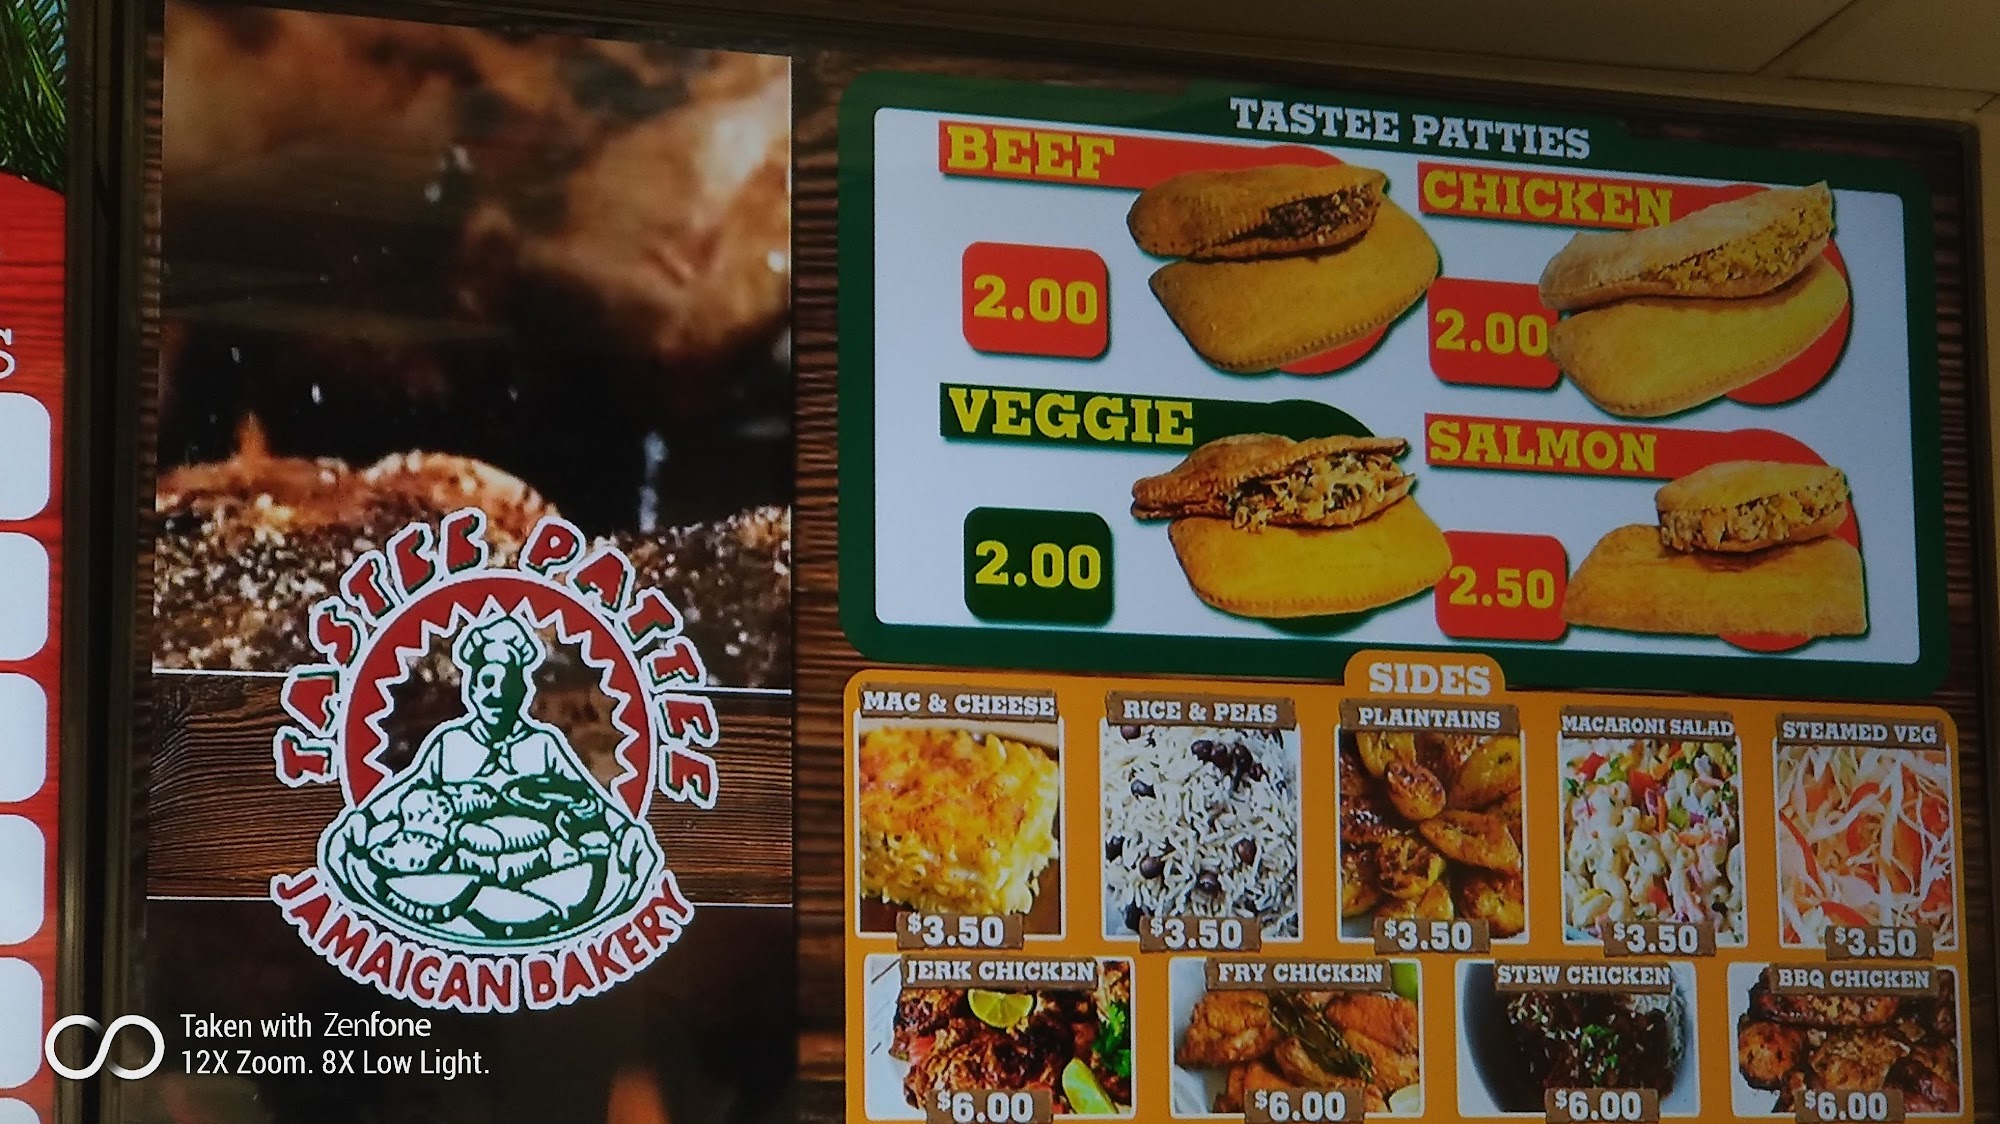 TASTEE PATTEE
JAMAICAN BAKERY
TASTEE PATTIES
BEEF
2.00
CHICKEN
2.00
VEGGIE
2.00
SALMON
2.50
SIDES
MAC & CHEESE
$3.50
RICE & PEAS
$3.50
PLAINTAINS
$3.50
MACARONI SALAD
$3.50
STEAMED VEG
$3.50
JERK CHICKEN
$6.00
FRY CHICKEN
$6.00
STEW CHICKEN
$6.00
BBQ CHICKEN
$6.00
Taken with Zenfone
12X Zoom. 8X Low Light.